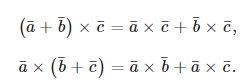 (ā + b̄) × c̄ = ā × c̄ + b̄ × c̄,
ā × (b̄ + c̄) = ā × b̄ + ā × c̄.